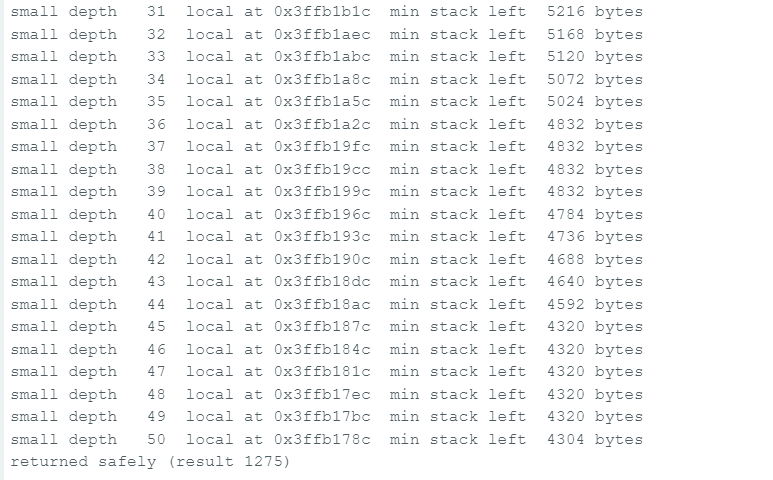 small depth   31  local at 0x3ffb1b1c  min stack left  5216 bytes
small depth   32  local at 0x3ffb1aec  min stack left  5168 bytes
small depth   33  local at 0x3ffb1abc  min stack left  5120 bytes
small depth   34  local at 0x3ffb1a8c  min stack left  5072 bytes
small depth   35  local at 0x3ffb1a5c  min stack left  5024 bytes
small depth   36  local at 0x3ffb1a2c  min stack left  4832 bytes
small depth   37  local at 0x3ffb19fc  min stack left  4832 bytes
small depth   38  local at 0x3ffb19cc  min stack left  4832 bytes
small depth   39  local at 0x3ffb199c  min stack left  4832 bytes
small depth   40  local at 0x3ffb196c  min stack left  4784 bytes
small depth   41  local at 0x3ffb193c  min stack left  4736 bytes
small depth   42  local at 0x3ffb190c  min stack left  4688 bytes
small depth   43  local at 0x3ffb18dc  min stack left  4640 bytes
small depth   44  local at 0x3ffb18ac  min stack left  4592 bytes
small depth   45  local at 0x3ffb187c  min stack left  4320 bytes
small depth   46  local at 0x3ffb184c  min stack left  4320 bytes
small depth   47  local at 0x3ffb181c  min stack left  4320 bytes
small depth   48  local at 0x3ffb17ec  min stack left  4320 bytes
small depth   49  local at 0x3ffb17bc  min stack left  4320 bytes
small depth   50  local at 0x3ffb178c  min stack left  4304 bytes
returned safely (result 1275)